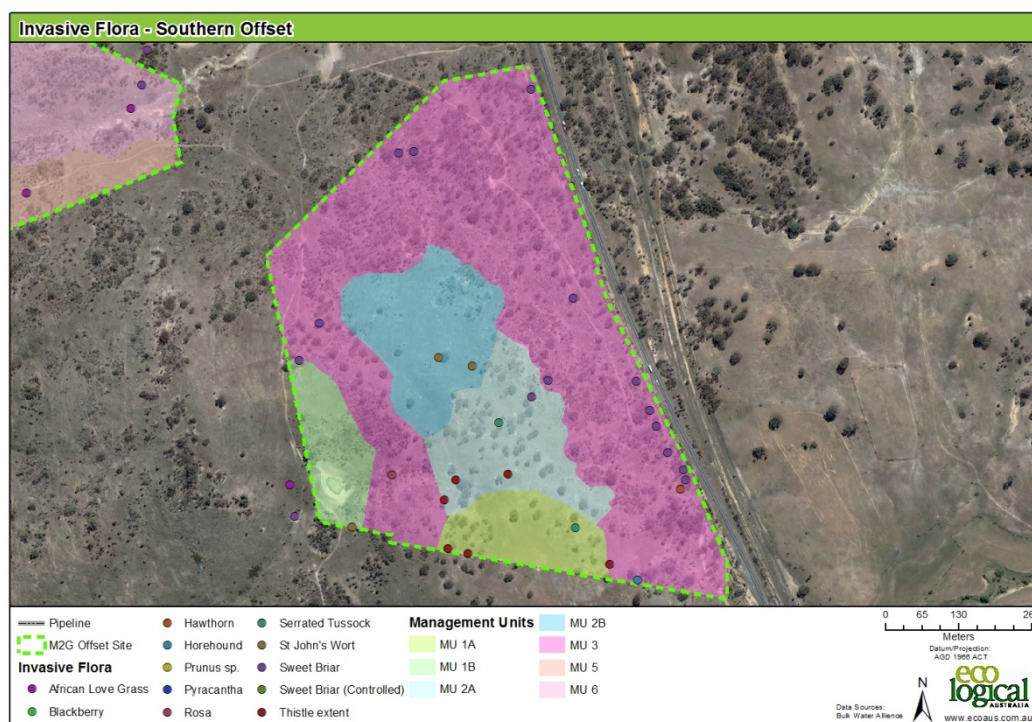 Invasive Flora - Southern Offset
Pipeline
M2G Offset Site
Invasive Flora
African Love Grass
Blackberry
Hawthorn
Horehound
Prunus sp.
Pyracantha
Rosa
Serrated Tussock
St John's Wort
Sweet Briar
Sweet Briar (Controlled)
Thistle extent
Management Units
MU 1A
MU 1B
MU 2A
MU 2B
MU 3
MU 5
MU 6
0 65 130 26
Meters
Datum/Projection:
AGD 1966 ACT
N
Data Sources:
Bulk Water Alliance
eco
logical
AUSTRALIA
www.ecoaus.com.au